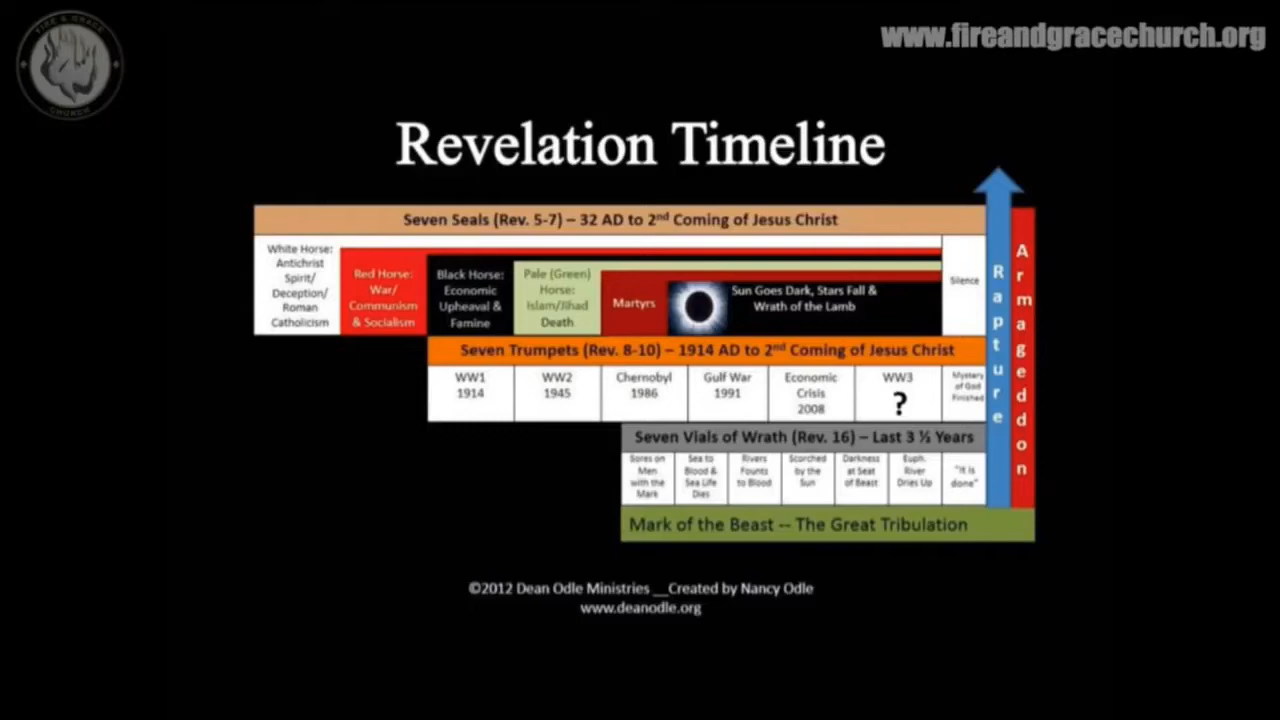 FIRE & GRACE
CHURCH
www.fireandgracechurch.org
Revelation Timeline
Seven Seals (Rev. 5-7) – 32 AD to 2nd Coming of Jesus Christ
White Horse:
Antichrist
Spirit/
Deception/
Roman
Catholicism
Red Horse:
War/
Communism
& Socialism
Black Horse:
Economic
Upheaval &
Famine
Pale (Green)
Horse:
Islam/Jihad
Death
Martyrs
Sun Goes Dark, Stars Fall &
Wrath of the Lamb
Silence
Seven Trumpets (Rev. 8-10) – 1914 AD to 2nd Coming of Jesus Christ
WW1
1914
WW2
1945
Chernobyl
1986
Gulf War
1991
Economic
Crisis
2008
WW3
?
Mystery
of God
Finished
Seven Vials of Wrath (Rev. 16) – Last 3 ½ Years
Sores on
Men
with the
Mark
Sea to
Blood &
Sea Life
Dies
Rivers
Founts
to Blood
Scorched
by the
Sun
Darkness
at Seat
of Beast
Euph.
River
Dries Up
"It is
done"
Mark of the Beast -- The Great Tribulation
Rapture
Armageddon
©2012 Dean Odle Ministries __Created by Nancy Odle
www.deanodle.org